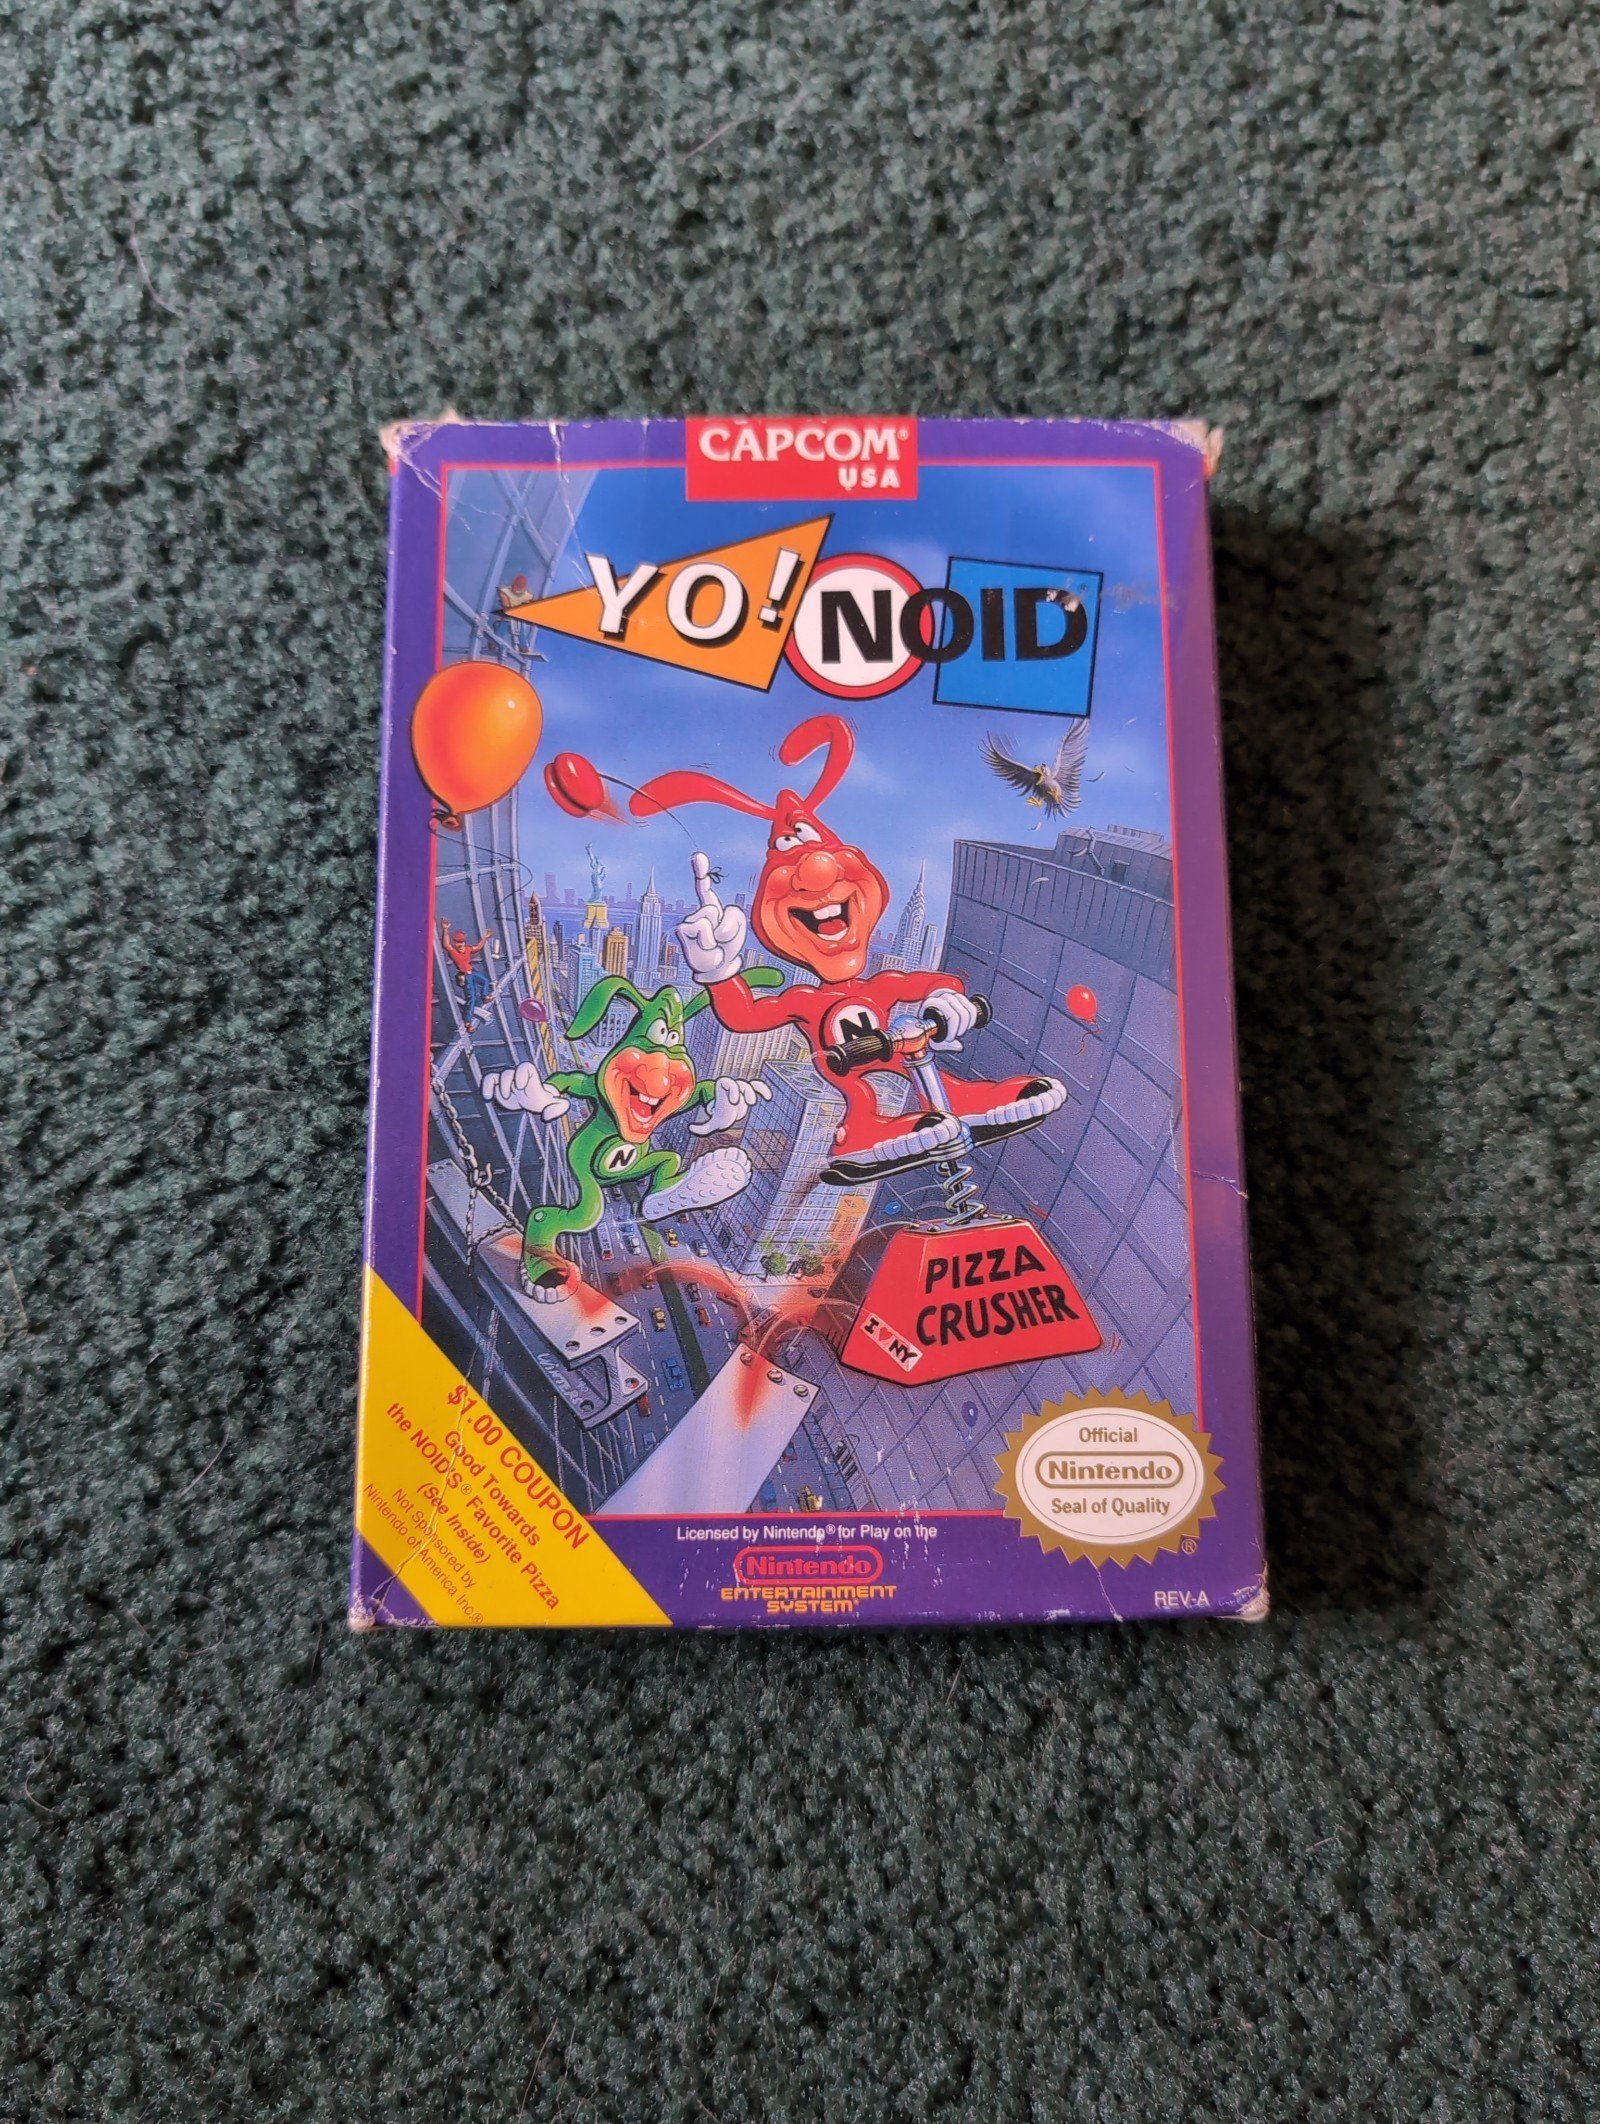 CAPCOM®
USA
YO! NOID
N
N
PIZZA
CRUSHER
I ♥ NY
$1.00 COUPON
Good Towards
the NOID'S® Favorite Pizza
(See Inside)
Not Sponsored by
Nintendo of America Inc.®
Licensed by Nintendo® for Play on the
Nintendo
ENTERTAINMENT
SYSTEM
Official
Nintendo
Seal of Quality
®
REV-A